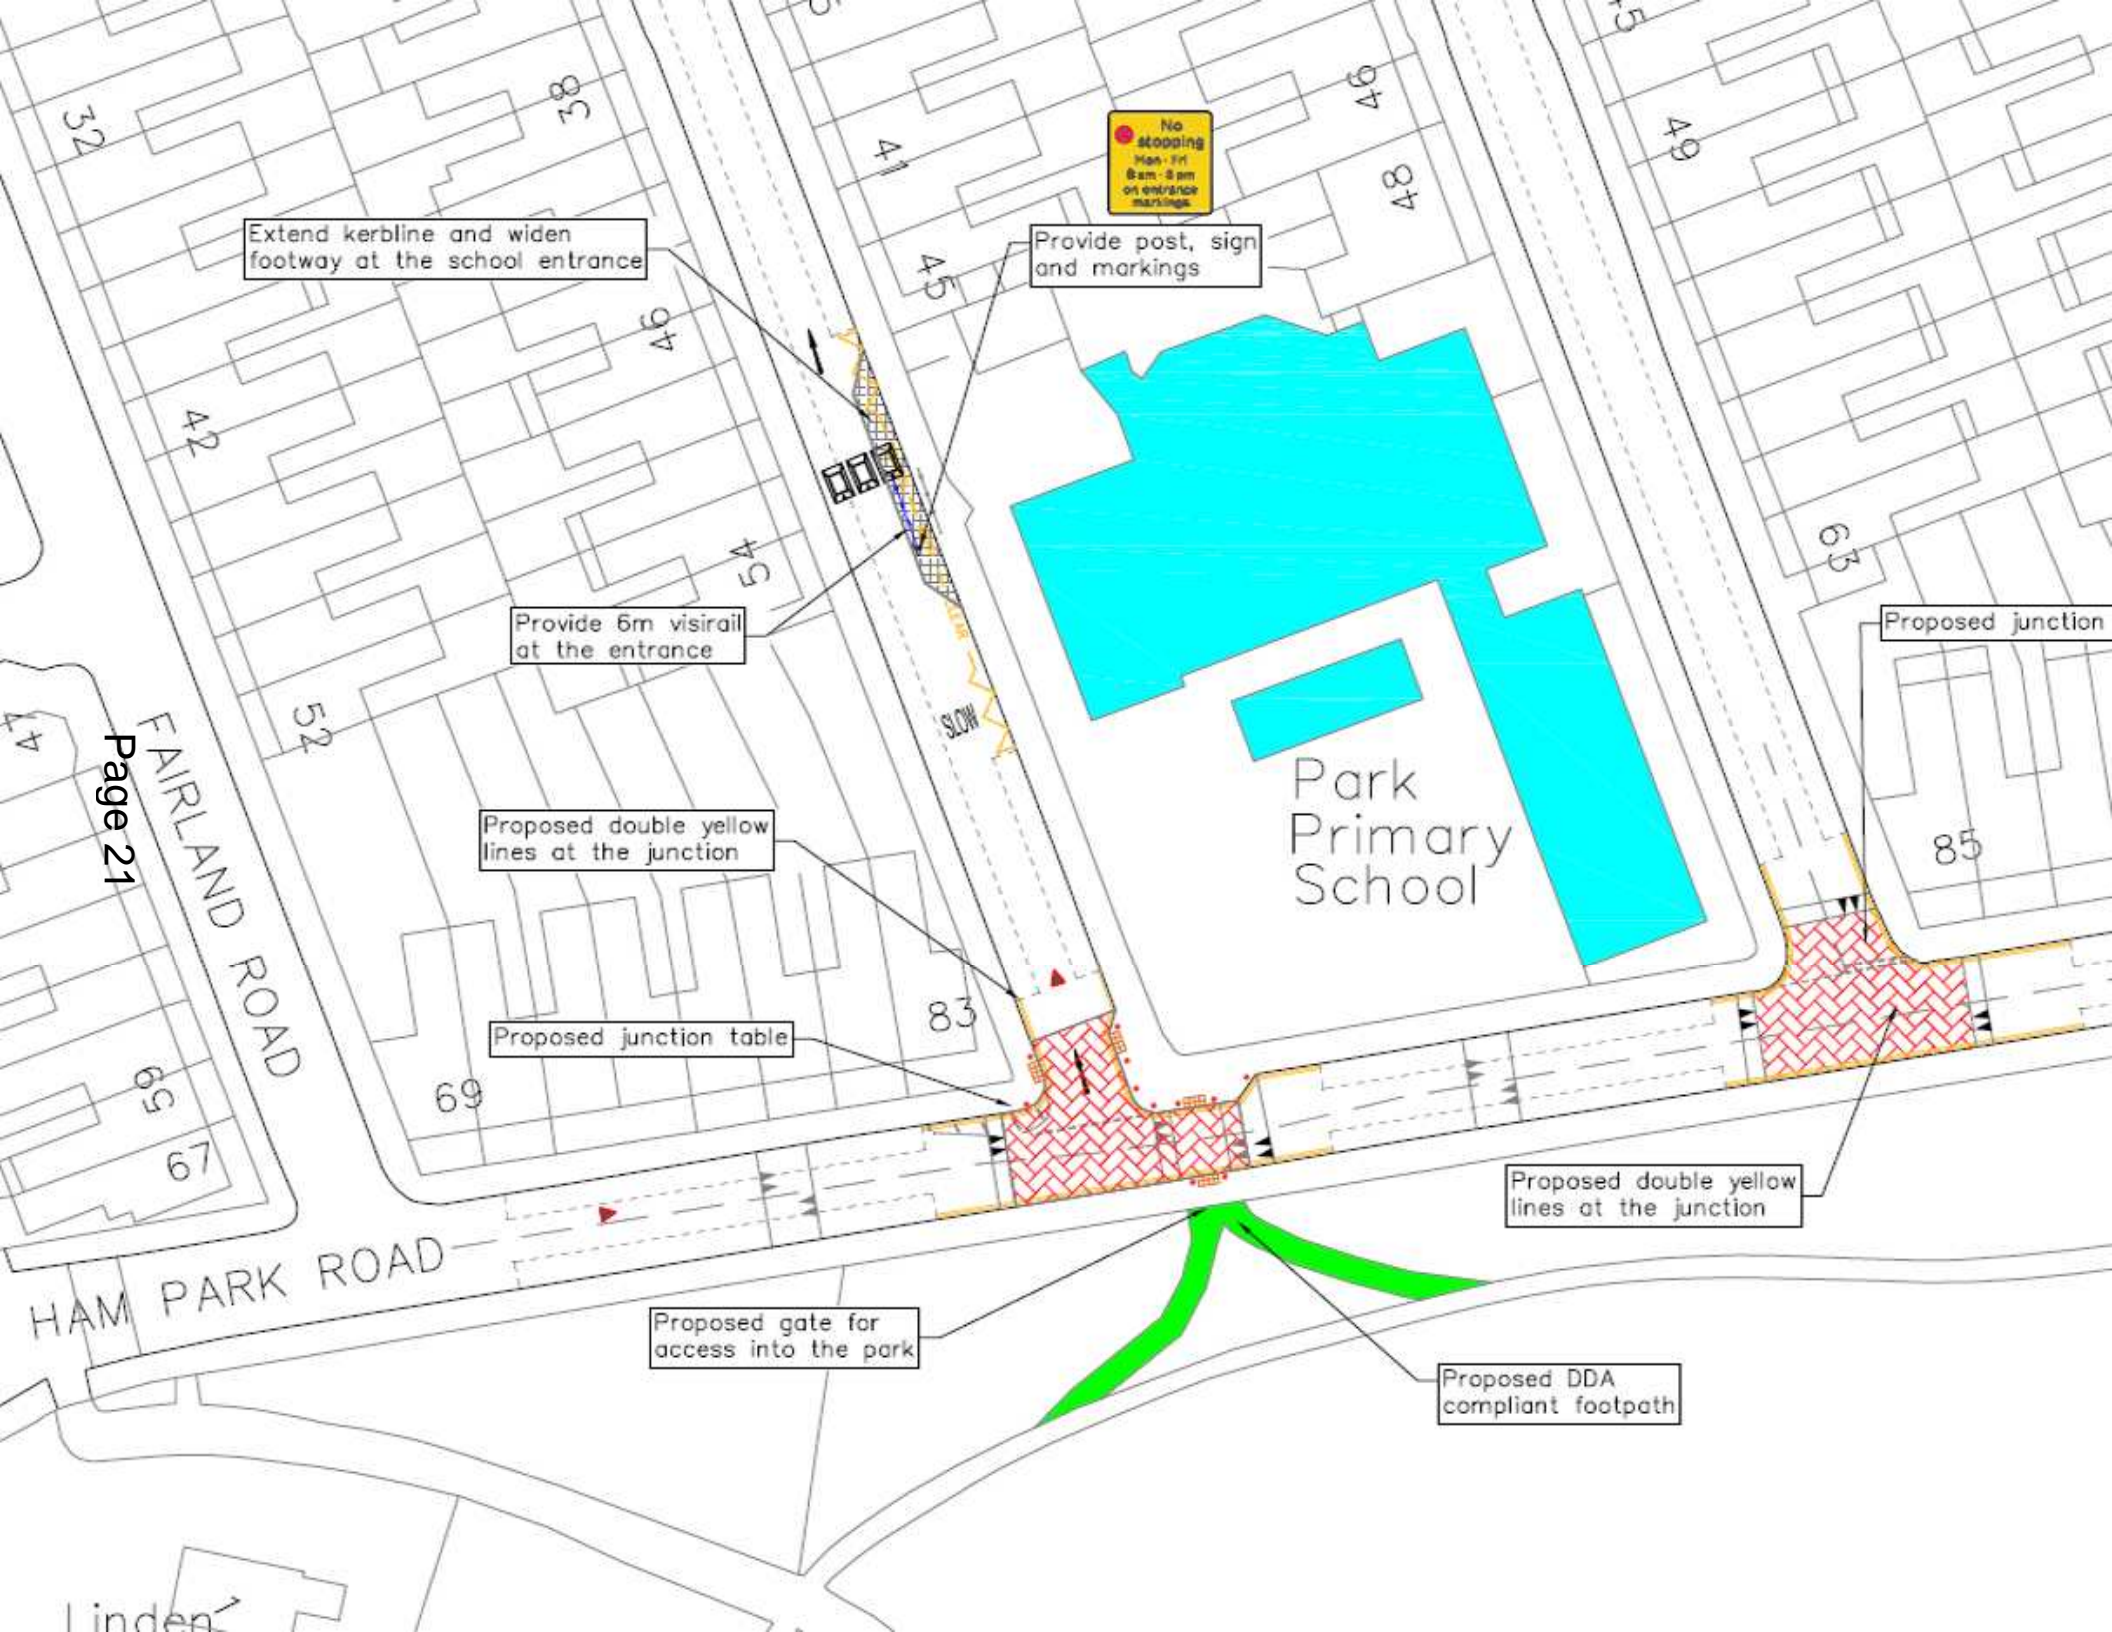 32
38
41
46
48
49
No
stopping
Mon - Fri
8am - 8pm
on entrance
markings
Extend kerbline and widen
footway at the school entrance
Provide post, sign
and markings
45
46
42
54
63
Provide 6m visirail
at the entrance
Proposed junction
52
44
SLOW
FAIRLAND ROAD
Page 21
Park
Primary
School
Proposed double yellow
lines at the junction
85
83
Proposed junction table
69
65
67
Proposed double yellow
lines at the junction
HAM PARK ROAD
Proposed gate for
access into the park
Proposed DDA
compliant footpath
Linden
1